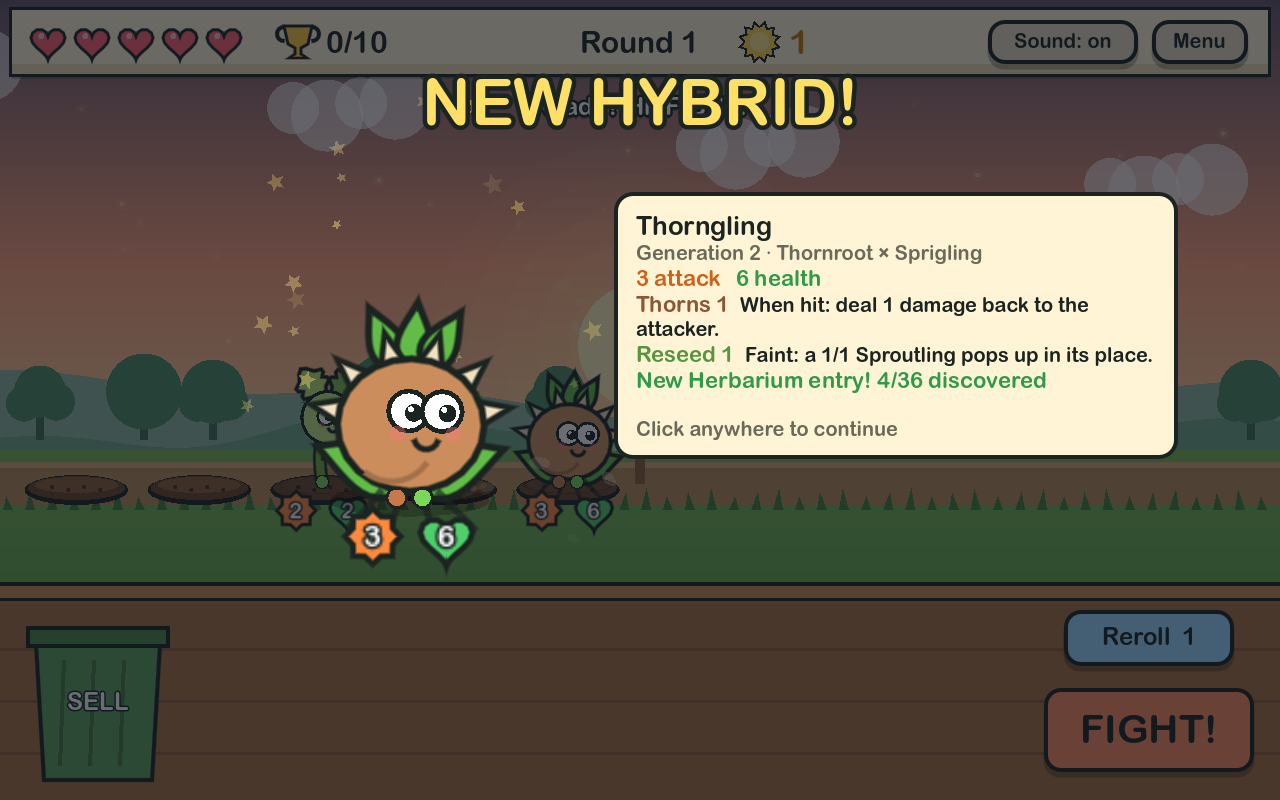 0/10
Round 1
1
Sound: on
Menu
NEW HYBRID!
Thorngling
Generation 2 · Thornroot × Sprigling
3 attack 6 health
Thorns 1 When hit: deal 1 damage back to the
attacker.
Reseed 1 Faint: a 1/1 Sproutling pops up in its place.
New Herbarium entry! 4/36 discovered
Click anywhere to continue
2 2
3 6
3 6
SELL
Reroll 1
FIGHT!